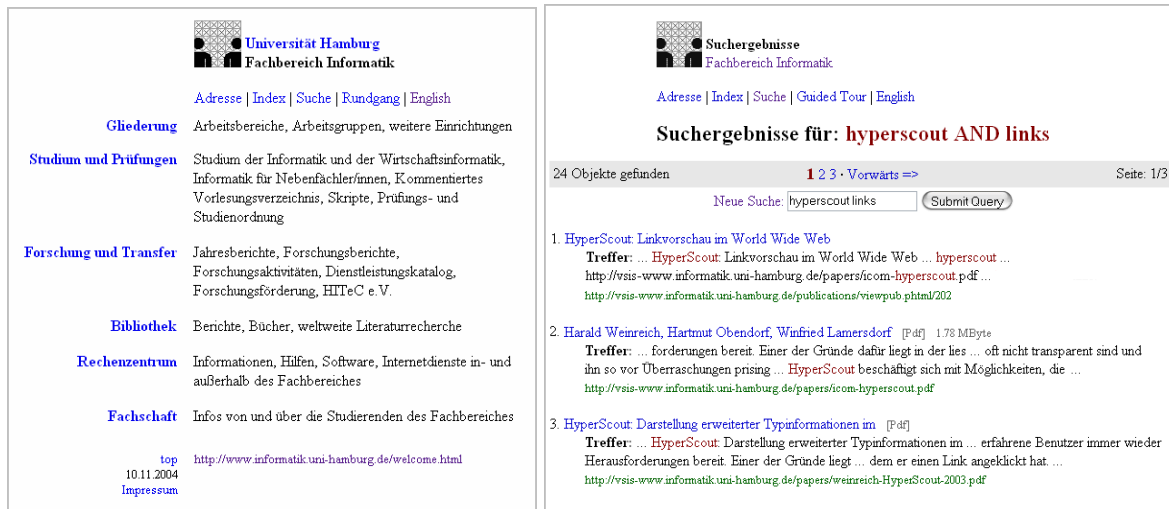 Universität Hamburg
Fachbereich Informatik
Adresse | Index | Suche | Rundgang | English
Gliederung Arbeitsbereiche, Arbeitsgruppen, weitere Einrichtungen
Studium und Prüfungen Studium der Informatik und der Wirtschaftsinformatik,
Informatik für Nebenfächler/innen, Kommentiertes
Vorlesungsverzeichnis, Skripte, Prüfungs- und
Studienordnung
Forschung und Transfer Jahresberichte, Forschungsberichte,
Forschungsaktivitäten, Dienstleistungskatalog,
Forschungsförderung, HITeC e.V.
Bibliothek Berichte, Bücher, weltweite Literaturrecherche
Rechenzentrum Informationen, Hilfen, Software, Internetdienste in- und
außerhalb des Fachbereiches
Fachschaft Infos von und über die Studierenden des Fachbereiches
top http://www.informatik.uni-hamburg.de/welcome.html
10.11.2004
Impressum
Suchergebnisse
Fachbereich Informatik
Adresse | Index | Suche | Guided Tour | English
Suchergebnisse für: hyperscout AND links
24 Objekte gefunden 1 2 3 · Vorwärts => Seite: 1/3
Neue Suche: hyperscout links Submit Query
1. HyperScout: Linkvorschau im World Wide Web
Treffer: ... HyperScout: Linkvorschau im World Wide Web ... hyperscout ...
http://vsis-www.informatik.uni-hamburg.de/papers/icom-hyperscout.pdf ...
http://vsis-www.informatik.uni-hamburg.de/publications/viewpub.phtml/202
2. Harald Weinreich, Hartmut Obendorf, Winfried Lamersdorf [Pdf] 1.78 MByte
Treffer: ... forderungen bereit. Einer der Gründe dafür liegt in der lies ... oft nicht transparent sind und
ihn so vor Überraschungen prising ... HyperScout beschäftigt sich mit Möglichkeiten, die ...
http://vsis-www.informatik.uni-hamburg.de/papers/icom-hyperscout.pdf
3. HyperScout: Darstellung erweiterter Typinformationen im [Pdf]
Treffer: ... HyperScout: Darstellung erweiterter Typinformationen im ... erfahrene Benutzer immer wieder
Herausforderungen bereit. Einer der Gründe liegt ... dem er einen Link angeklickt hat. ...
http://vsis-www.informatik.uni-hamburg.de/papers/weinreich-HyperScout-2003.pdf